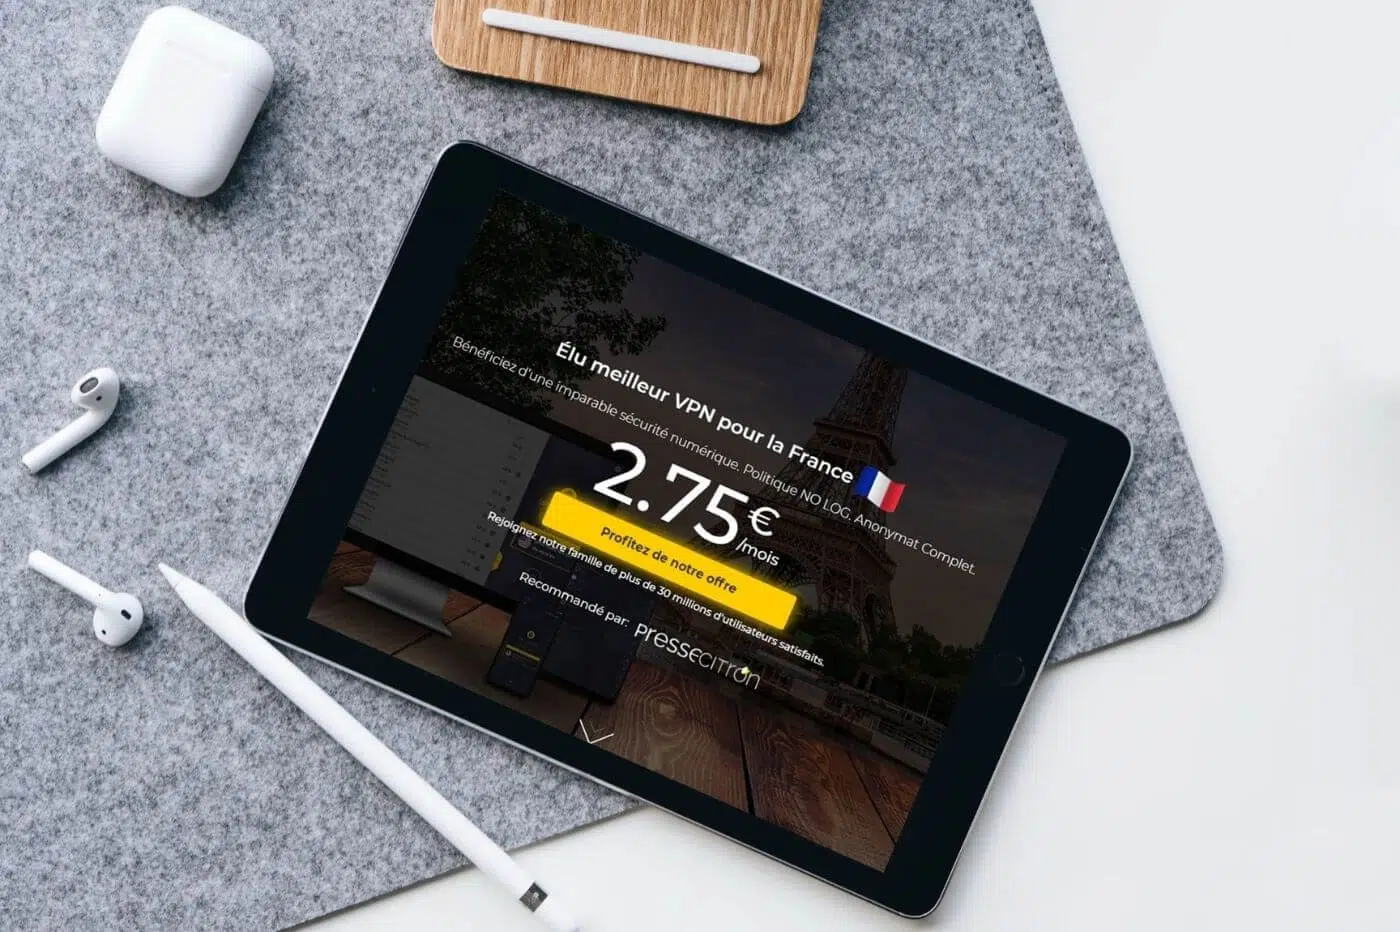 Élu meilleur VPN pour la France
Bénéficiez d'une imparable sécurité numérique. Politique NO LOG. Anonymat Complet.
2.75€
/mois
Profitez de notre offre
Rejoignez notre famille de plus de 30 millions d'utilisateurs satisfaits.
Recommandé par:
presseciTron